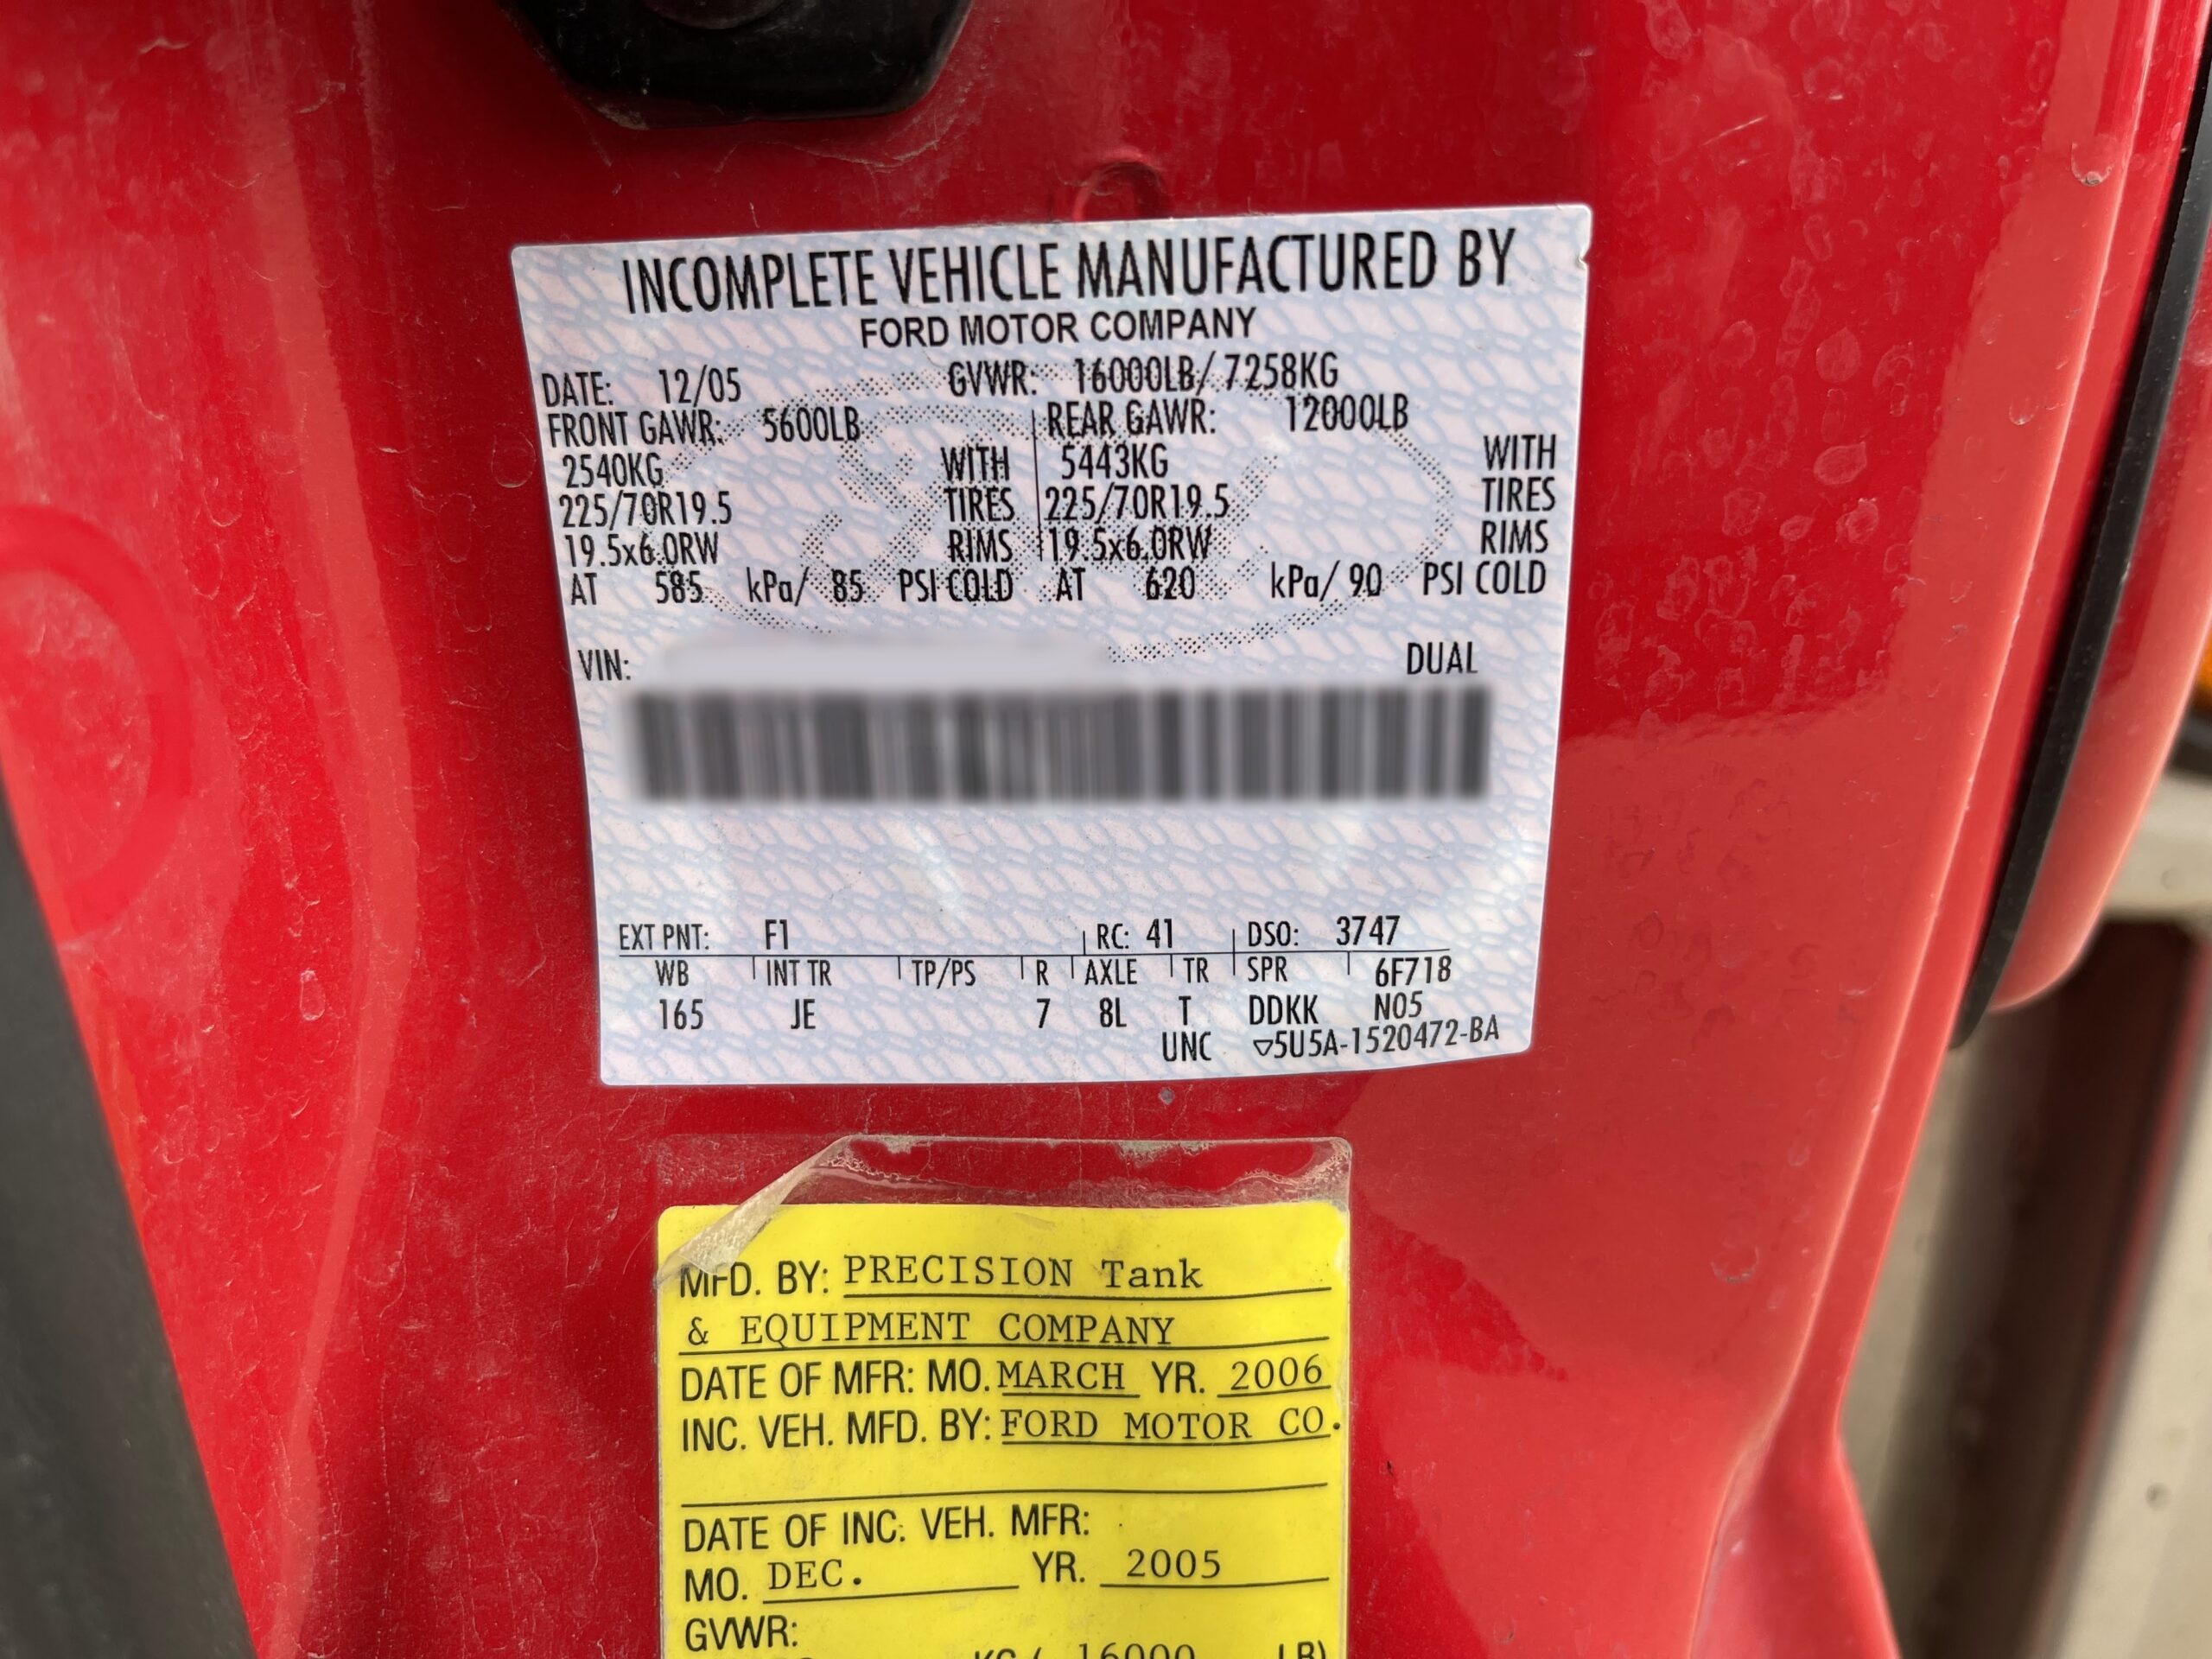 INCOMPLETE VEHICLE MANUFACTURED BY
FORD MOTOR COMPANY
DATE: 12/05 GVWR: 16000LB/ 7258KG
FRONT GAWR: 5600LB REAR GAWR: 12000LB
2540KG WITH 5443KG WITH
225/70R19.5 TIRES 225/70R19.5 TIRES
19.5x6.0RW RIMS 19.5x6.0RW RIMS
AT 585 kPa/ 85 PSI COLD AT 620 kPa/ 90 PSI COLD
VIN: DUAL
EXT PNT: F1 RC: 41 DSO: 3747
WB INT TR TP/PS R AXLE TR SPR 6F718
165 JE 7 8L T DDKK N05
UNC ▽5U5A-1520472-BA
MFD. BY: PRECISION Tank
& EQUIPMENT COMPANY
DATE OF MFR: MO. MARCH YR. 2006
INC. VEH. MFD. BY: FORD MOTOR CO.
DATE OF INC. VEH. MFR:
MO. DEC. YR. 2005
GVWR:
KG ( 16000 LB)